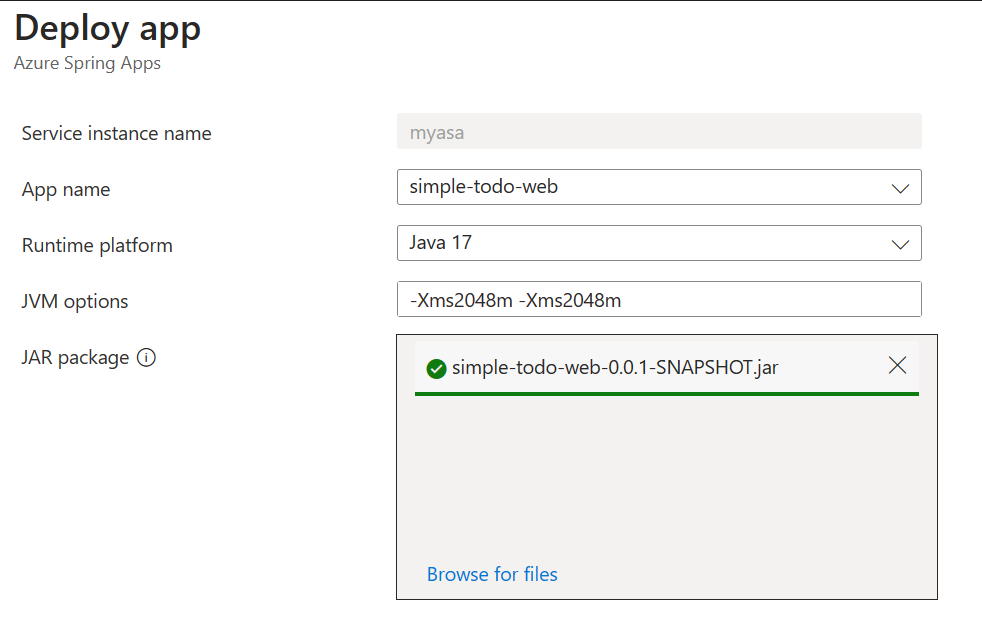 Deploy app
Azure Spring Apps
Service instance name myasa
App name simple-todo-web
Runtime platform Java 17
JVM options -Xms2048m -Xms2048m
JAR package simple-todo-web-0.0.1-SNAPSHOT.jar
Browse for files